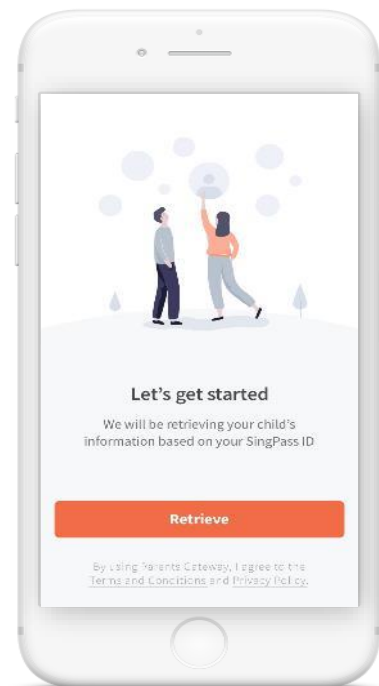 Let's get started
We will be retrieving your child's
information based on your SingPass ID
Retrieve
By using Parents Gateway, I agree to the
Terms and Conditions and Privacy Policy.